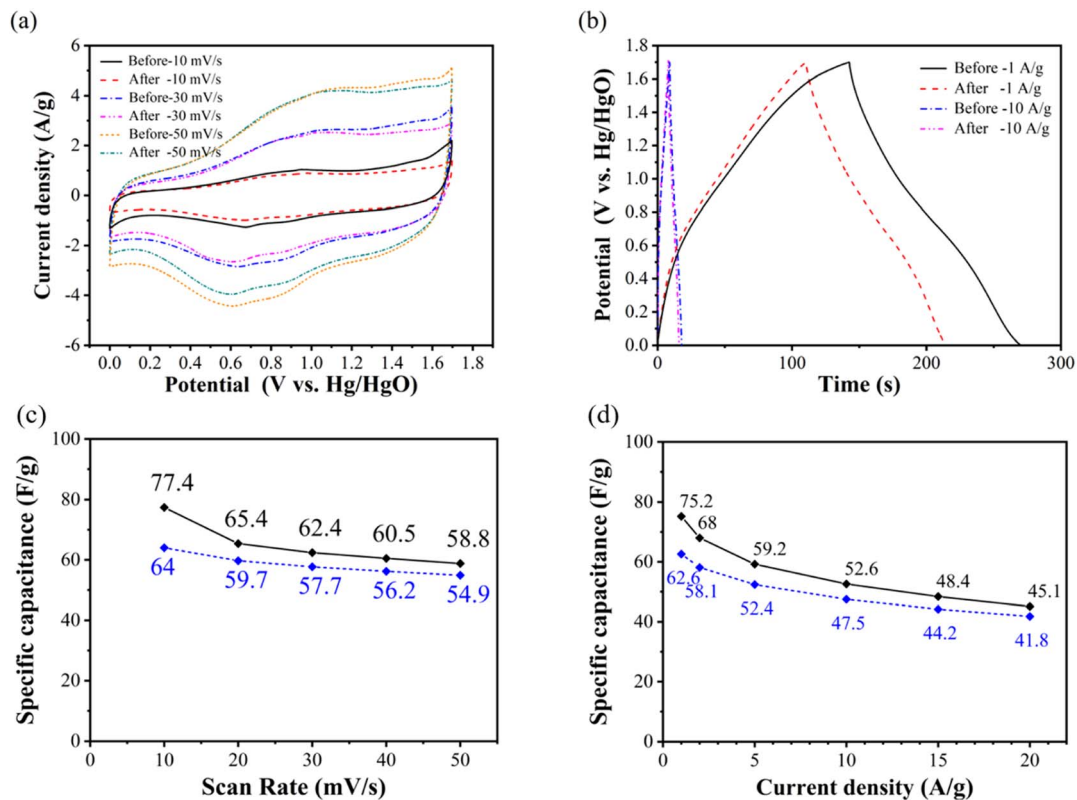 (a)
Before-10 mV/s
After -10 mV/s
Before-30 mV/s
After -30 mV/s
Before-50 mV/s
After -50 mV/s
6
4
2
0
-2
-4
-6
Current density (A/g)
0.0 0.2 0.4 0.6 0.8 1.0 1.2 1.4 1.6 1.8
Potential (V vs. Hg/HgO)
(b)
Before -1 A/g
After -1 A/g
Before -10 A/g
After -10 A/g
1.8
1.6
1.4
1.2
1.0
0.8
0.6
0.4
0.2
0.0
Potential (V vs. Hg/HgO)
0 100 200 300
Time (s)
(c)
100
80
60
40
20
0
Specific capacitance (F/g)
77.4
65.4
62.4
60.5
58.8
64
59.7
57.7
56.2
54.9
0 10 20 30 40 50
Scan Rate (mV/s)
(d)
100
80
60
40
20
0
Specific capacitance (F/g)
75.2
68
59.2
52.6
48.4
45.1
62.6
58.1
52.4
47.5
44.2
41.8
0 5 10 15 20
Current density (A/g)